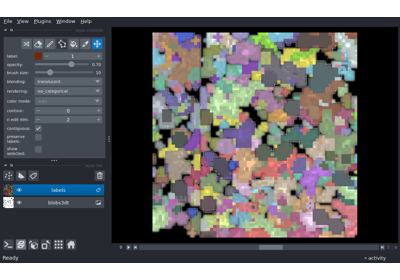 File View Plugins Window Help
label: 1
opacity: 0.70
brush size: 10
blending: translucent
rendering: iso_categorical
color mode:
contour: 0
n edit dim: 2
contiguous:
preserve
labels:
show
selected:
labels
blobs3dt
0
Ready
activity